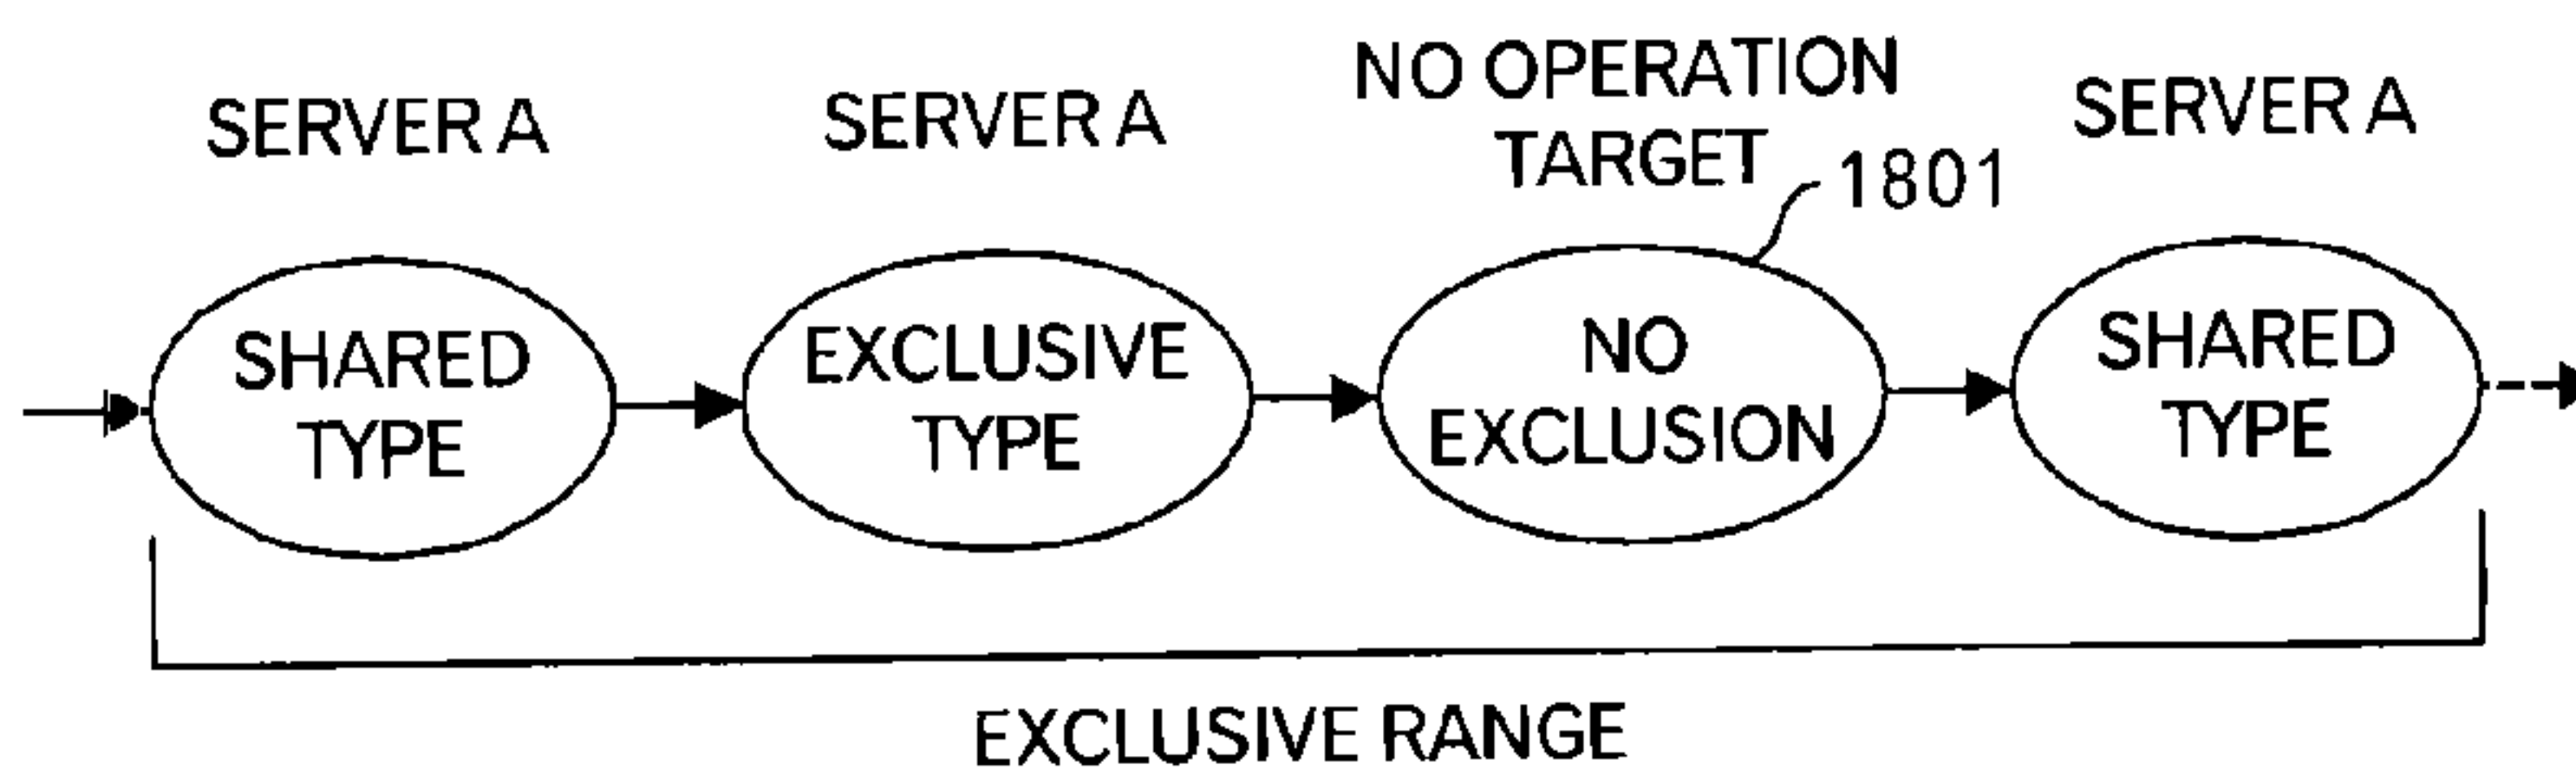 SERVER A
SERVER A
NO OPERATION
TARGET
1801
SERVER A
SHARED
TYPE
EXCLUSIVE
TYPE
NO
EXCLUSION
SHARED
TYPE
EXCLUSIVE RANGE